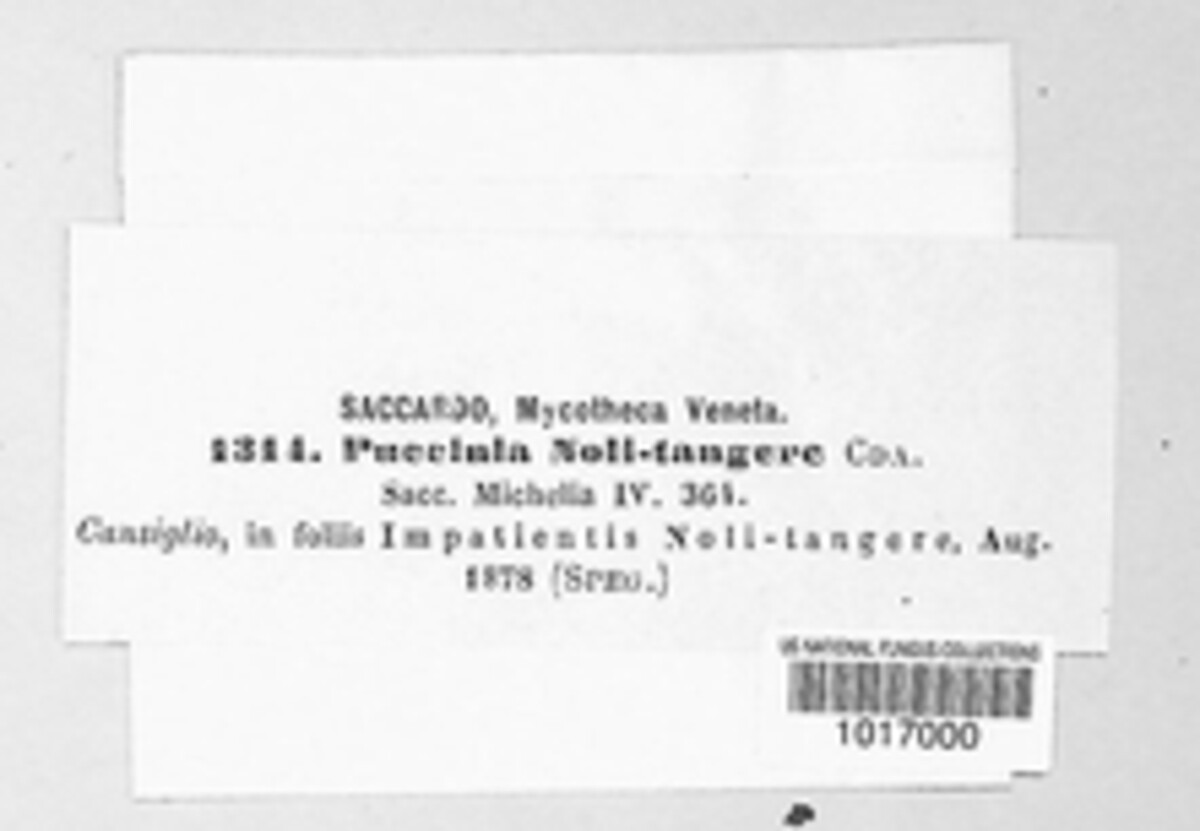 SACCARDO, Mycotheca Veneta.
1314. Puccinia Noli-tangere CDA.
Sacc. Michelia IV. 364.
Cansiglio, in foliis Impatientis Noli-tangere, Aug.
1878 (SPEG.)
US NATIONAL FUNGUS COLLECTIONS
1017000